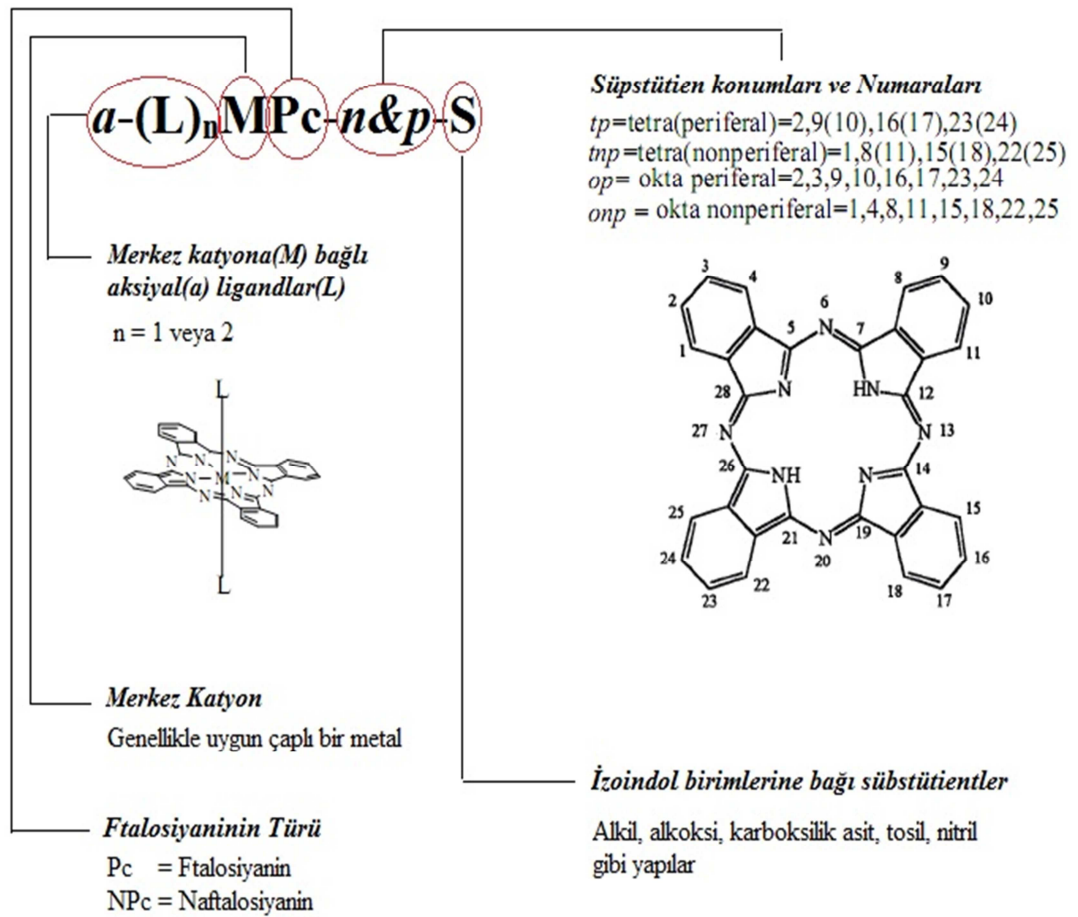 a-(L)nMPc-n&p-S
Süpstütien konumları ve Numaraları
tp=tetra(periferal)=2,9(10),16(17),23(24)
tnp =tetra(nonperiferal)=1,8(11),15(18),22(25)
op= okta periferal=2,3,9,10,16,17,23,24
onp = okta nonperiferal=1,4,8,11,15,18,22,25
Merkez katyona(M) bağlı
aksiyal(a) ligandlar(L)
n = 1 veya 2
L
N N N
N M N
N N N
L
3 4 8 9
2 5 6 7 10
N
1 11
28 N HN 12
27 N N 13
26 NH N 14
25 15
24 21 N 19 16
20
23 22 18 17
Merkez Katyon
Genellikle uygun çaplı bir metal
Ftalosiyaninin Türü
Pc = Ftalosiyanin
NPc = Naftalosiyanin
İzoindol birimlerine bağı sübstütientler
Alkil, alkoksi, karboksilik asit, tosil, nitril
gibi yapılar